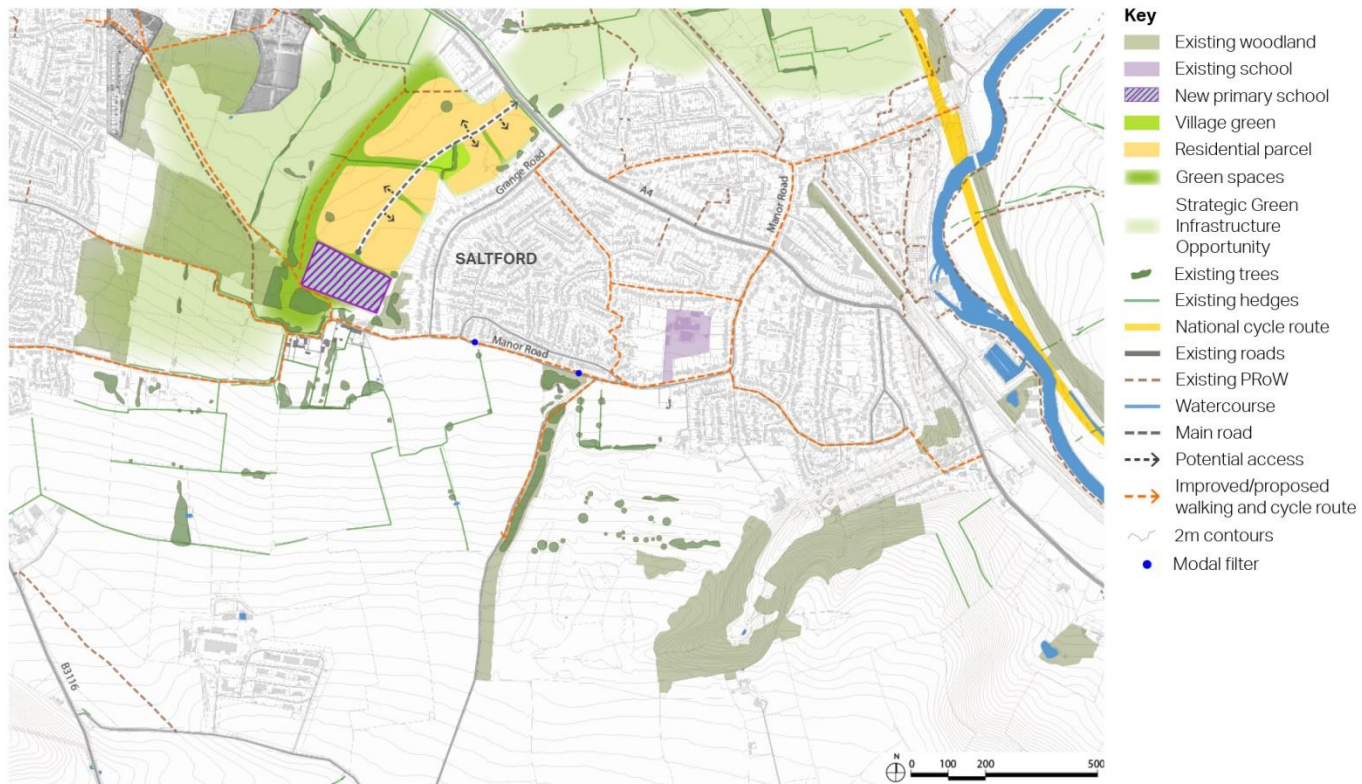 Key
Existing woodland
Existing school
New primary school
Village green
Residential parcel
Green spaces
Strategic Green
Infrastructure
Opportunity
Existing trees
Existing hedges
National cycle route
Existing roads
Existing PRoW
Watercourse
Main road
Potential access
Improved/proposed
walking and cycle route
2m contours
Modal filter
Grange Road
A4
Manor Road
SALTFORD
Manor Road
B3116
N
0 100 200 500